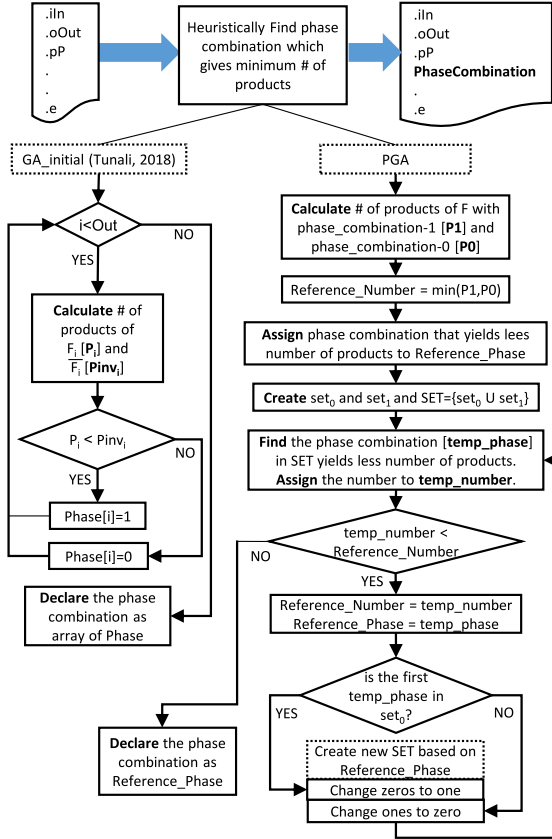 .iIn
.oOut
.pP
.
.
.e
Heuristically Find phase
combination which
gives minimum # of
products
.iIn
.oOut
.pP
PhaseCombination
.
.e
GA_initial (Tunali, 2018)
i<Out
NO
YES
Calculate # of
products of
Fᵢ [Pᵢ] and
F̅ᵢ [Pinvᵢ]
Pᵢ < Pinvᵢ
NO
YES
Phase[i]=1
Phase[i]=0
Declare the phase
combination as
array of Phase
PGA
Calculate # of products of F with
phase_combination-1 [P1] and
phase_combination-0 [P0]
Reference_Number = min(P1,P0)
Assign phase combination that yields lees
number of products to Reference_Phase
Create set₀ and set₁ and SET={set₀ U set₁}
Find the phase combination [temp_phase]
in SET yields less number of products.
Assign the number to temp_number.
temp_number <
Reference_Number
NO
YES
Reference_Number = temp_number
Reference_Phase = temp_phase
is the first
temp_phase in
set₀?
YES
NO
Declare the phase
combination as
Reference_Phase
Create new SET based on
Reference_Phase
Change zeros to one
Change ones to zero